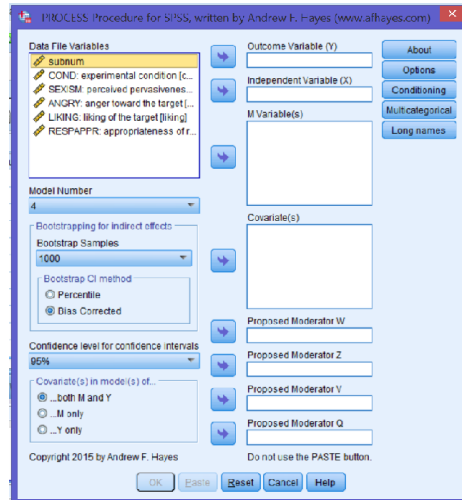 PROCESS Procedure for SPSS, written by Andrew F. Hayes (www.afhayes.com)
Data File Variables
subnum
COND: experimental condition [c...
SEXISM: perceived pervasivenes...
ANGRY: anger toward the target [...
LIKING: liking of the target [liking]
RESPAPPR: appropriateness of r...
Model Number
4
Bootstrapping for indirect effects
Bootstrap Samples
1000
Bootstrap CI method
Percentile
Bias Corrected
Confidence level for confidence intervals
95%
Covariate(s) in model(s) of...
...both M and Y
...M only
...Y only
Copyright 2015 by Andrew F. Hayes
Outcome Variable (Y)
Independent Variable (X)
M Variable(s)
Covariate(s)
Proposed Moderator W
Proposed Moderator Z
Proposed Moderator V
Proposed Moderator Q
Do not use the PASTE button.
About
Options
Conditioning
Multicategorical
Long names
OK Paste Reset Cancel Help